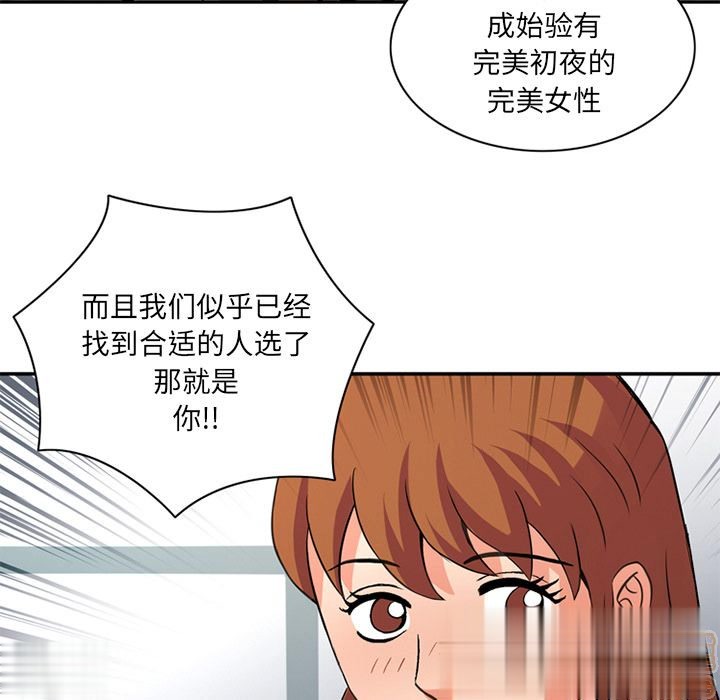 成始验有
完美初夜的
完美女性
而且我们似乎已经
找到合适的人选了
那就是
你!!